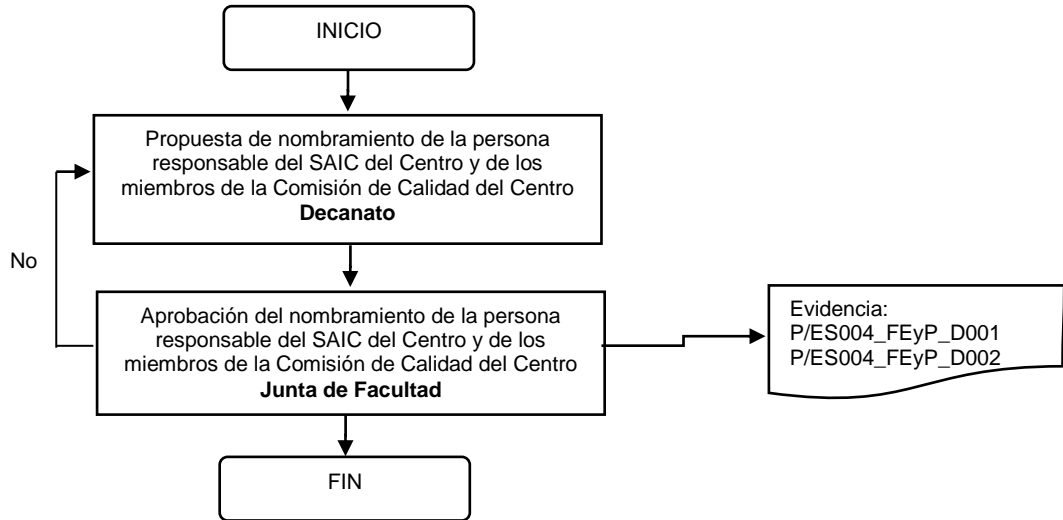 INICIO
Propuesta de nombramiento de la persona
responsable del SAIC del Centro y de los
miembros de la Comisión de Calidad del Centro
Decanato
No
Aprobación del nombramiento de la persona
responsable del SAIC del Centro y de los
miembros de la Comisión de Calidad del Centro
Junta de Facultad
Evidencia:
P/ES004_FEyP_D001
P/ES004_FEyP_D002
FIN